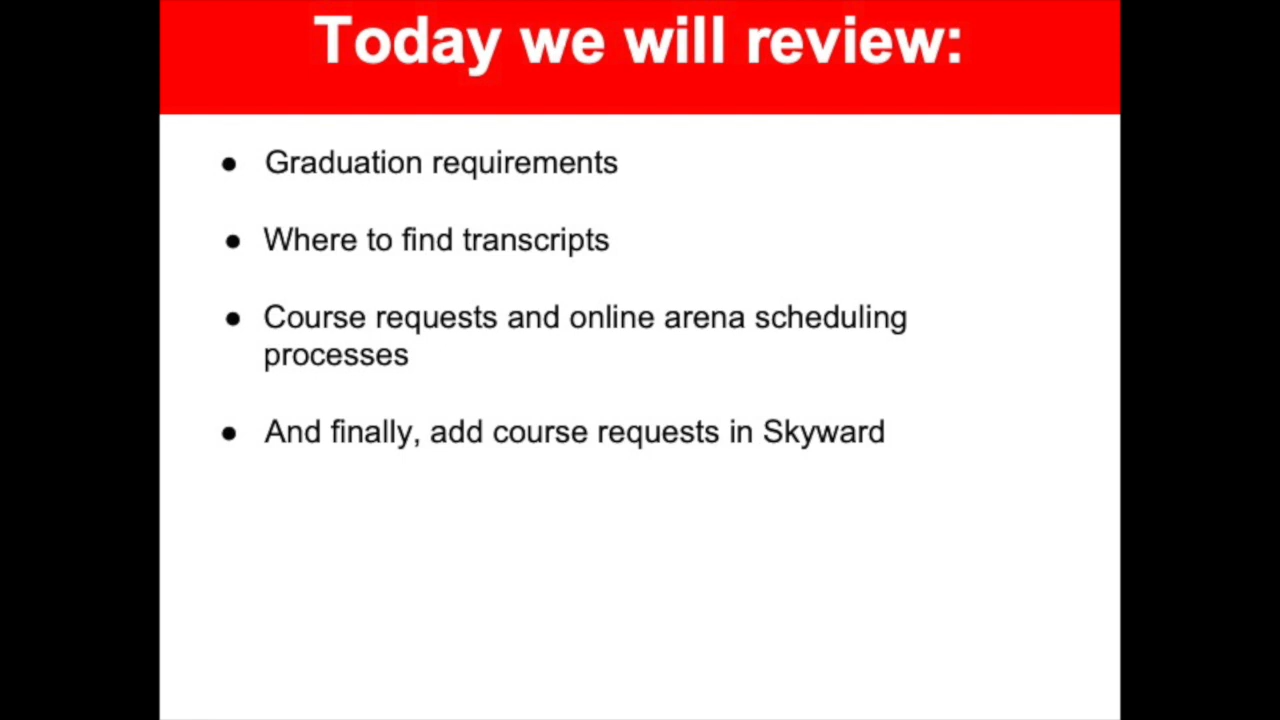 Today we will review:
● Graduation requirements
● Where to find transcripts
● Course requests and online arena scheduling
processes
● And finally, add course requests in Skyward